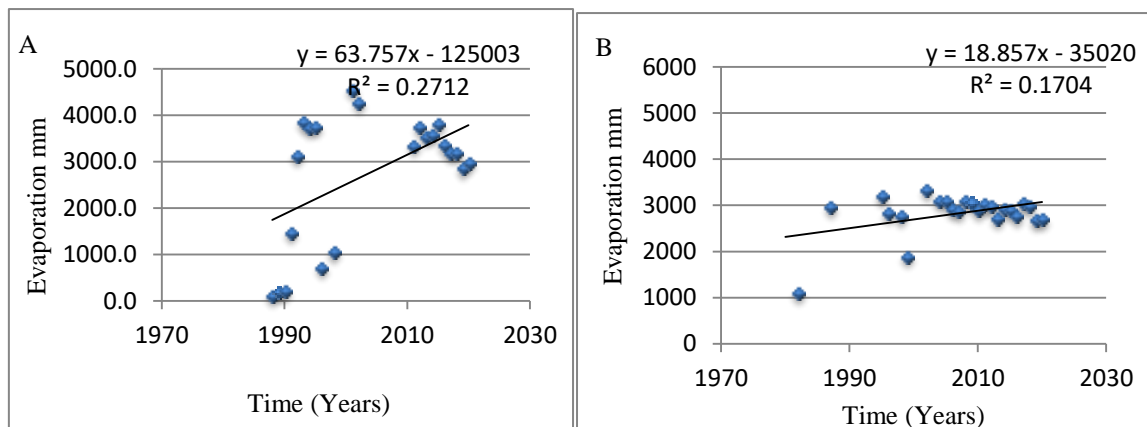 A
y = 63.757x - 125003
R² = 0.2712
5000.0
4000.0
3000.0
2000.0
1000.0
0.0
Evaporation mm
1970
1990
2010
2030
Time (Years)
B
y = 18.857x - 35020
R² = 0.1704
6000
5000
4000
3000
2000
1000
0
Evaporation mm
1970
1990
2010
2030
Time (Years)